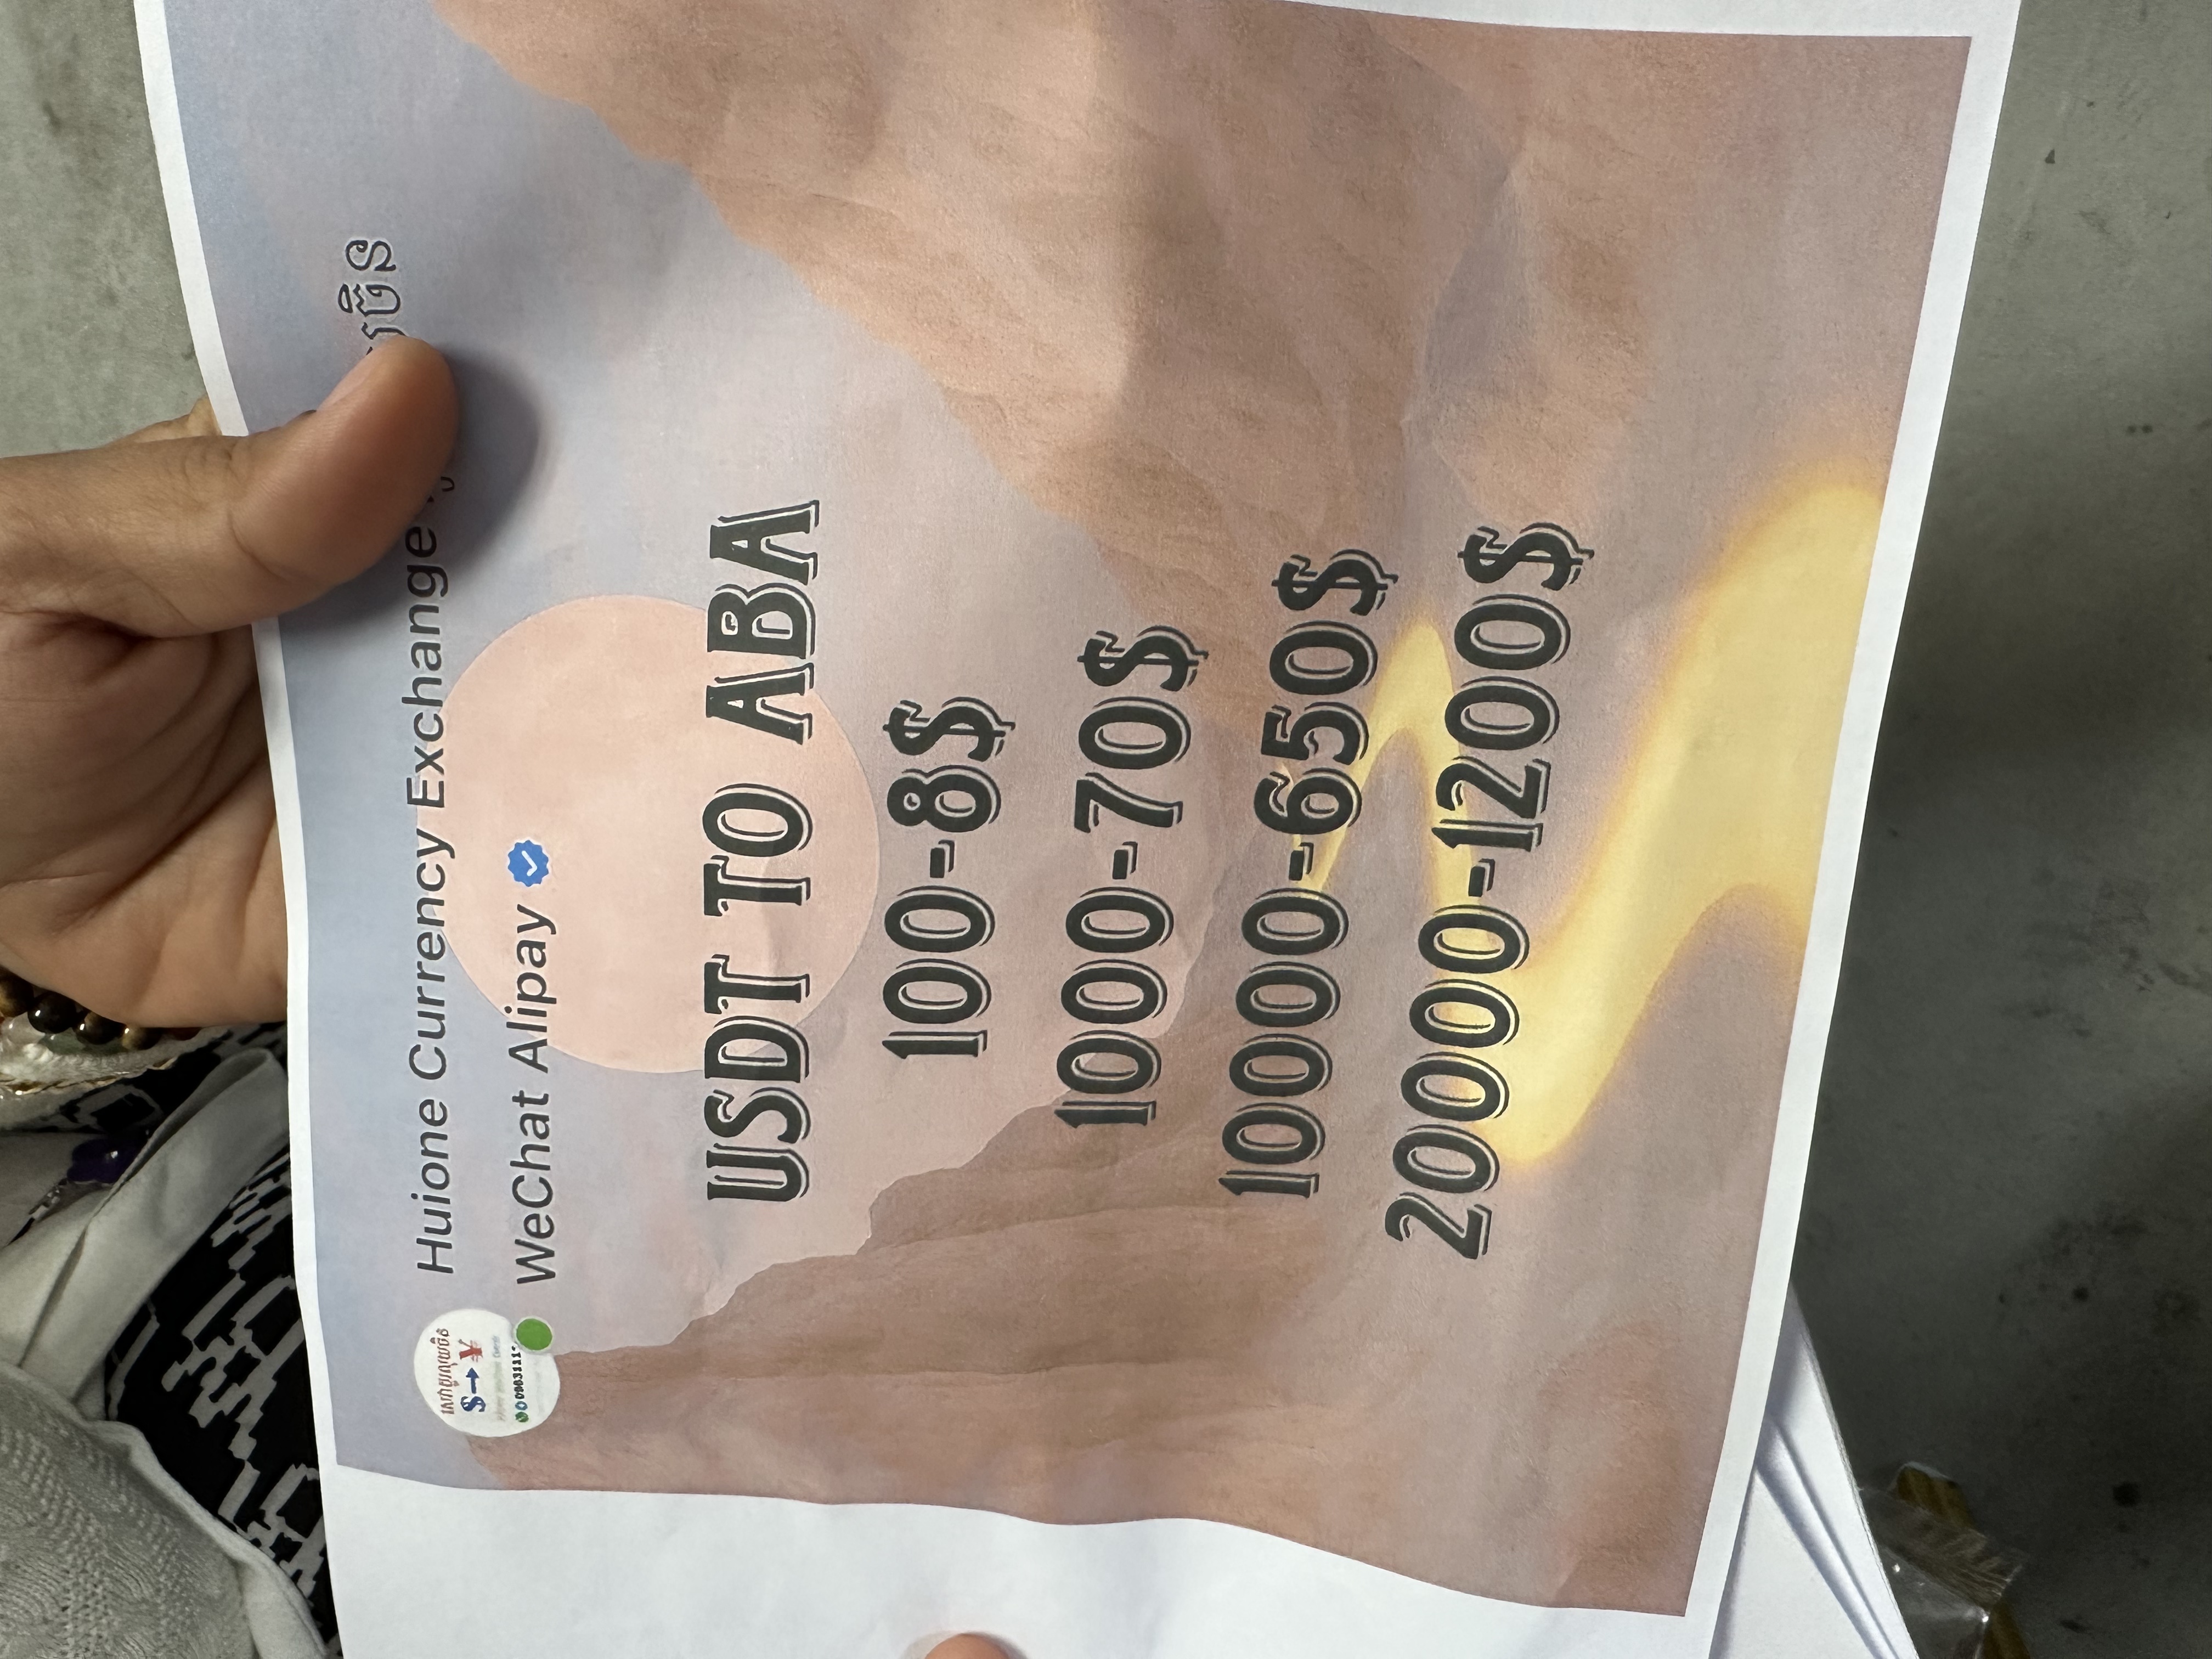 Huione Currency Exchange
WeChat Alipay
$→¥
USDT TO ABA
100-8$
1000-70$
10000-650$
20000-1200$